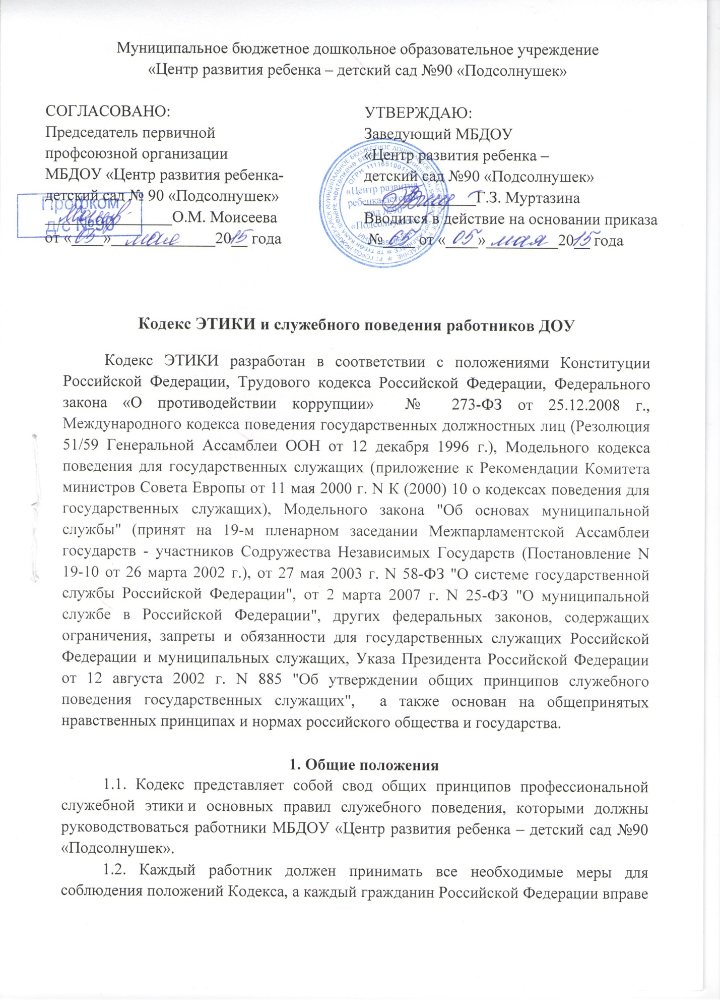 Муниципальное бюджетное дошкольное образовательное учреждение
«Центр развития ребенка – детский сад №90 «Подсолнушек»
СОГЛАСОВАНО:
Председатель первичной
профсоюзной организации
МБДОУ «Центр развития ребенка-
детский сад № 90 «Подсолнушек»
Профком
д/с №90
О.М. Моисеева
от «05» мая 2015 года
УТВЕРЖДАЮ:
Заведующий МБДОУ
«Центр развития ребенка –
детский сад №90 «Подсолнушек»
Г.З. Муртазина
Вводится в действие на основании приказа
№ от «05» мая 2015 года
«Центр развития
ребенка-детский
сад №90
«Подсолнушек»
Кодекс ЭТИКИ и служебного поведения работников ДОУ
Кодекс ЭТИКИ разработан в соответствии с положениями Конституции
Российской Федерации, Трудового кодекса Российской Федерации, Федерального
закона «О противодействии коррупции» № 273-ФЗ от 25.12.2008 г.,
Международного кодекса поведения государственных должностных лиц (Резолюция
51/59 Генеральной Ассамблеи ООН от 12 декабря 1996 г.), Модельного кодекса
поведения для государственных служащих (приложение к Рекомендации Комитета
министров Совета Европы от 11 мая 2000 г. N К (2000) 10 о кодексах поведения для
государственных служащих), Модельного закона "Об основах муниципальной
службы" (принят на 19-м пленарном заседании Межпарламентской Ассамблеи
государств - участников Содружества Независимых Государств (Постановление N
19-10 от 26 марта 2002 г.), от 27 мая 2003 г. N 58-ФЗ "О системе государственной
службы Российской Федерации", от 2 марта 2007 г. N 25-ФЗ "О муниципальной
службе в Российской Федерации", других федеральных законов, содержащих
ограничения, запреты и обязанности для государственных служащих Российской
Федерации и муниципальных служащих, Указа Президента Российской Федерации
от 12 августа 2002 г. N 885 "Об утверждении общих принципов служебного
поведения государственных служащих", а также основан на общепринятых
нравственных принципах и нормах российского общества и государства.
1. Общие положения
1.1. Кодекс представляет собой свод общих принципов профессиональной
служебной этики и основных правил служебного поведения, которыми должны
руководствоваться работники МБДОУ «Центр развития ребенка – детский сад №90
«Подсолнушек».
1.2. Каждый работник должен принимать все необходимые меры для
соблюдения положений Кодекса, а каждый гражданин Российской Федерации вправе